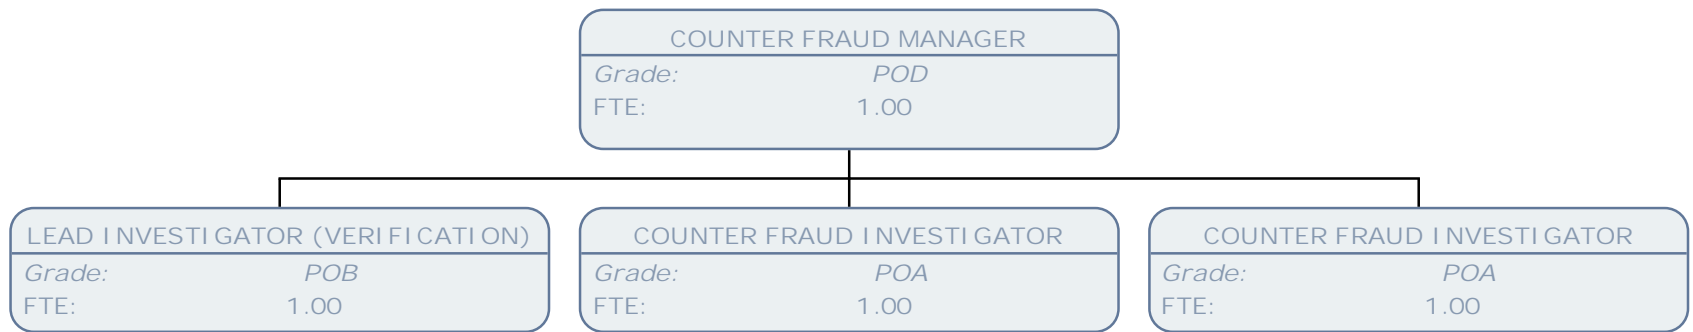 COUNTER FRAUD MANAGER
Grade: POD
FTE: 1.00
LEAD INVESTIGATOR (VERIFICATION)
Grade: POB
FTE: 1.00
COUNTER FRAUD INVESTIGATOR
Grade: POA
FTE: 1.00
COUNTER FRAUD INVESTIGATOR
Grade: POA
FTE: 1.00